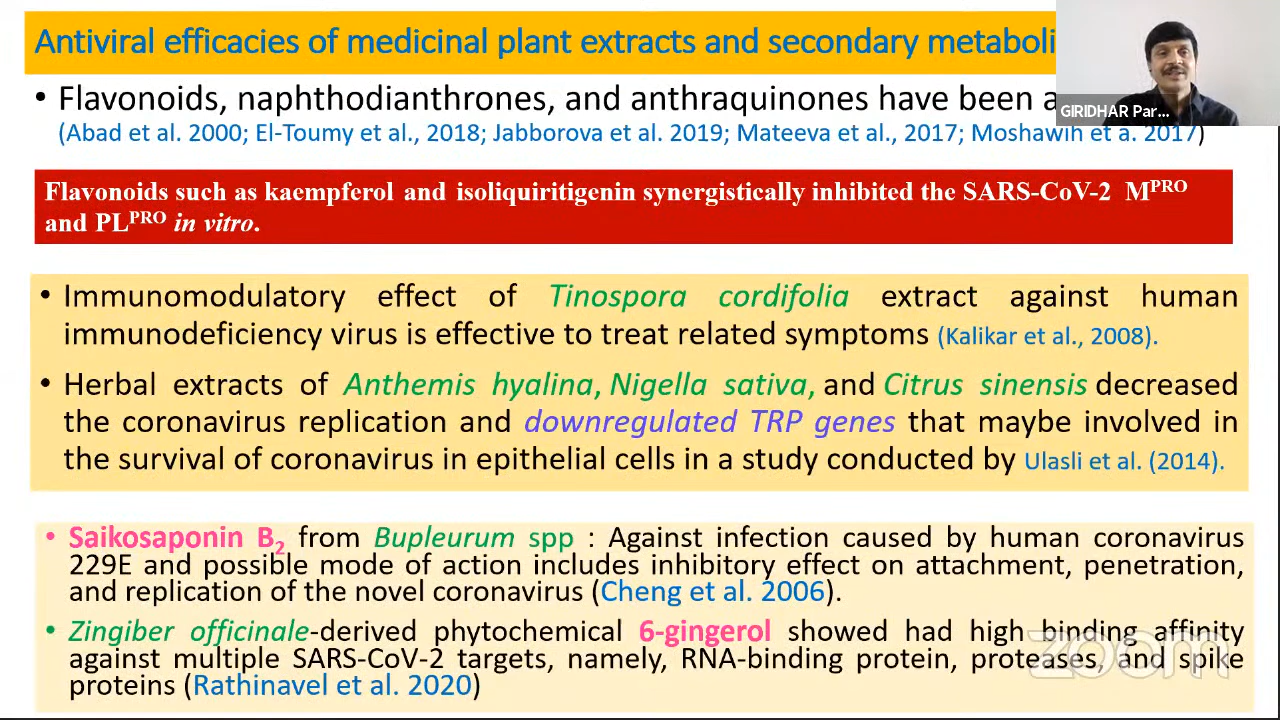 Antiviral efficacies of medicinal plant extracts and secondary
GIRIDHAR Par...
• Flavonoids, naphthodianthrones, and anthraquinones have been
(Abad et al. 2000; El-Toumy et al., 2018; Jabborova et al. 2019; Mateeva et al., 2017; Moshawih et a. 2017)
Flavonoids such as kaempferol and isoliquiritigenin synergistically inhibited the SARS-CoV-2 M^PRO
and PL^PRO in vitro.
• Immunomodulatory effect of Tinospora cordifolia extract against human
immunodeficiency virus is effective to treat related symptoms (Kalikar et al., 2008).
• Herbal extracts of Anthemis hyalina, Nigella sativa, and Citrus sinensis decreased
the coronavirus replication and downregulated TRP genes that maybe involved in
the survival of coronavirus in epithelial cells in a study conducted by Ulasli et al. (2014).
• Saikosaponin B₂ from Bupleurum spp : Against infection caused by human coronavirus
229E and possible mode of action includes inhibitory effect on attachment, penetration,
and replication of the novel coronavirus (Cheng et al. 2006).
• Zingiber officinale-derived phytochemical 6-gingerol showed had high binding affinity
against multiple SARS-CoV-2 targets, namely, RNA-binding protein, proteases, and spike
proteins (Rathinavel et al. 2020)
zoom